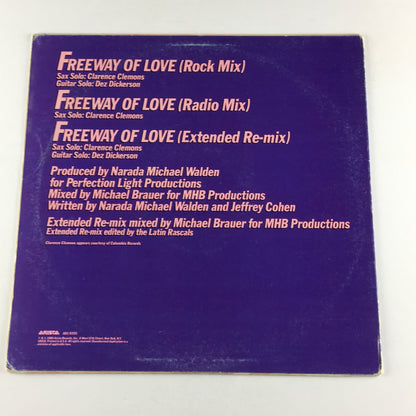 FREEWAY OF LOVE (Rock Mix)
Sax Solo: Clarence Clemons
Guitar Solo: Dez Dickerson
FREEWAY OF LOVE (Radio Mix)
Sax Solo: Clarence Clemons
FREEWAY OF LOVE (Extended Re-mix)
Sax Solo: Clarence Clemons
Guitar Solo: Dez Dickerson
Produced by Narada Michael Walden
for Perfection Light Productions
Mixed by Michael Brauer for MHB Productions
Written by Narada Michael Walden and Jeffrey Cohen
Extended Re-mix mixed by Michael Brauer for MHB Productions
Extended Re-mix edited by the Latin Rascals
Clarence Clemons appears courtesy of Columbia Records
ARISTA